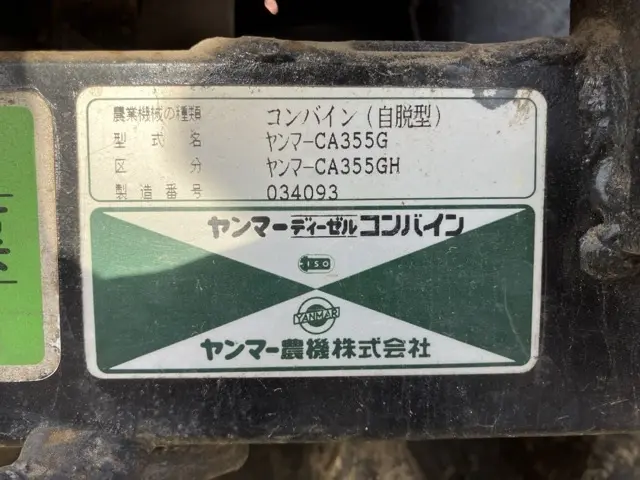 農業機械の種類 コンバイン(自脱型)
型式名 ヤンマーCA355G
区分 ヤンマーCA355GH
製造番号 034093
ヤンマーディーゼルコンバイン
ISO
YANMAR
ヤンマー農機株式会社